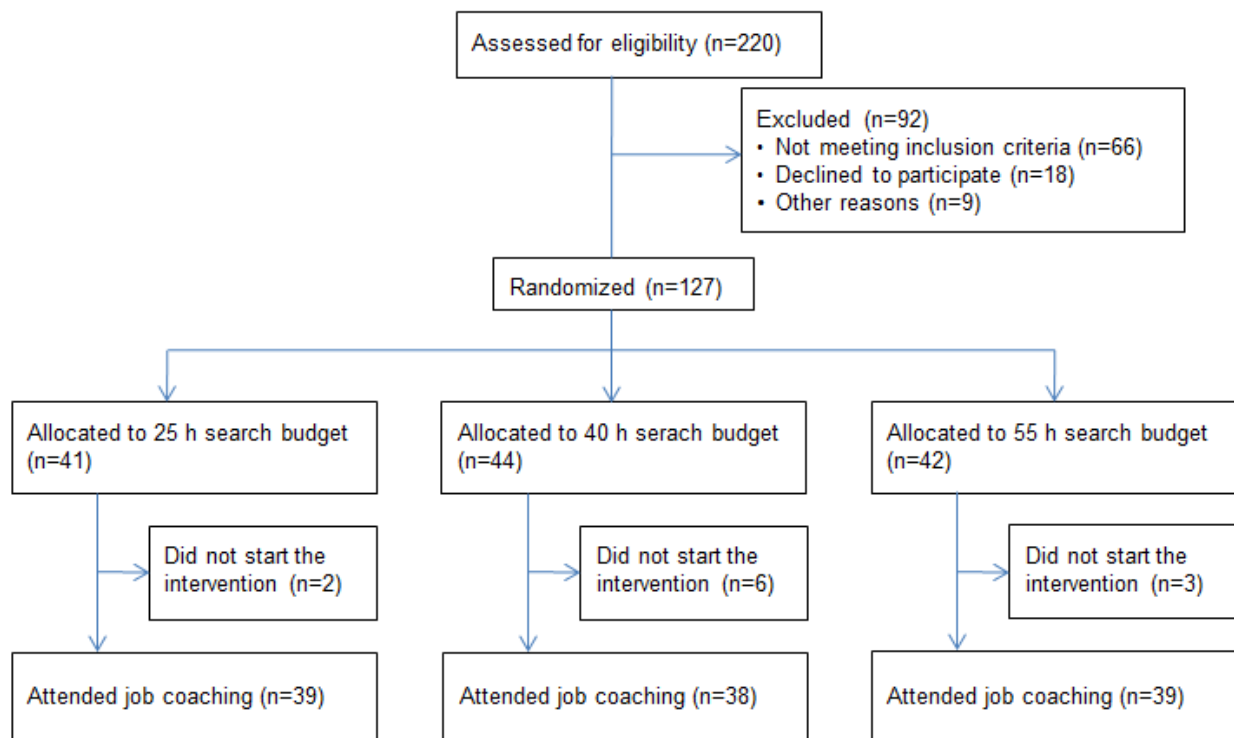 Assessed for eligibility (n=220)
Excluded (n=92)
• Not meeting inclusion criteria (n=66)
• Declined to participate (n=18)
• Other reasons (n=9)
Randomized (n=127)
Allocated to 25 h search budget
(n=41)
Allocated to 40 h serach budget
(n=44)
Allocated to 55 h search budget
(n=42)
Did not start the
intervention (n=2)
Did not start the
intervention (n=6)
Did not start the
intervention (n=3)
Attended job coaching (n=39)
Attended job coaching (n=38)
Attended job coaching (n=39)